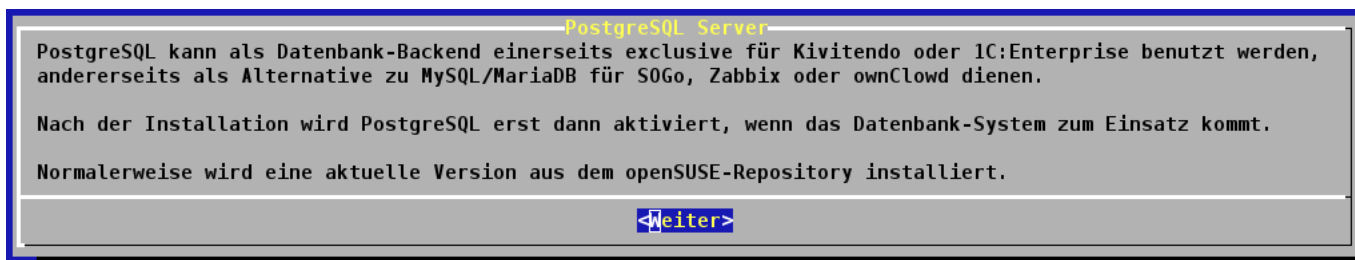 PostgreSQL Server
PostgreSQL kann als Datenbank-Backend einerseits exclusive für Kivitendo oder 1C:Enterprise benutzt werden,
andererseits als Alternative zu MySQL/MariaDB für SOGo, Zabbix oder ownClowd dienen.
Nach der Installation wird PostgreSQL erst dann aktiviert, wenn das Datenbank-System zum Einsatz kommt.
Normalerweise wird eine aktuelle Version aus dem openSUSE-Repository installiert.
<Weiter>